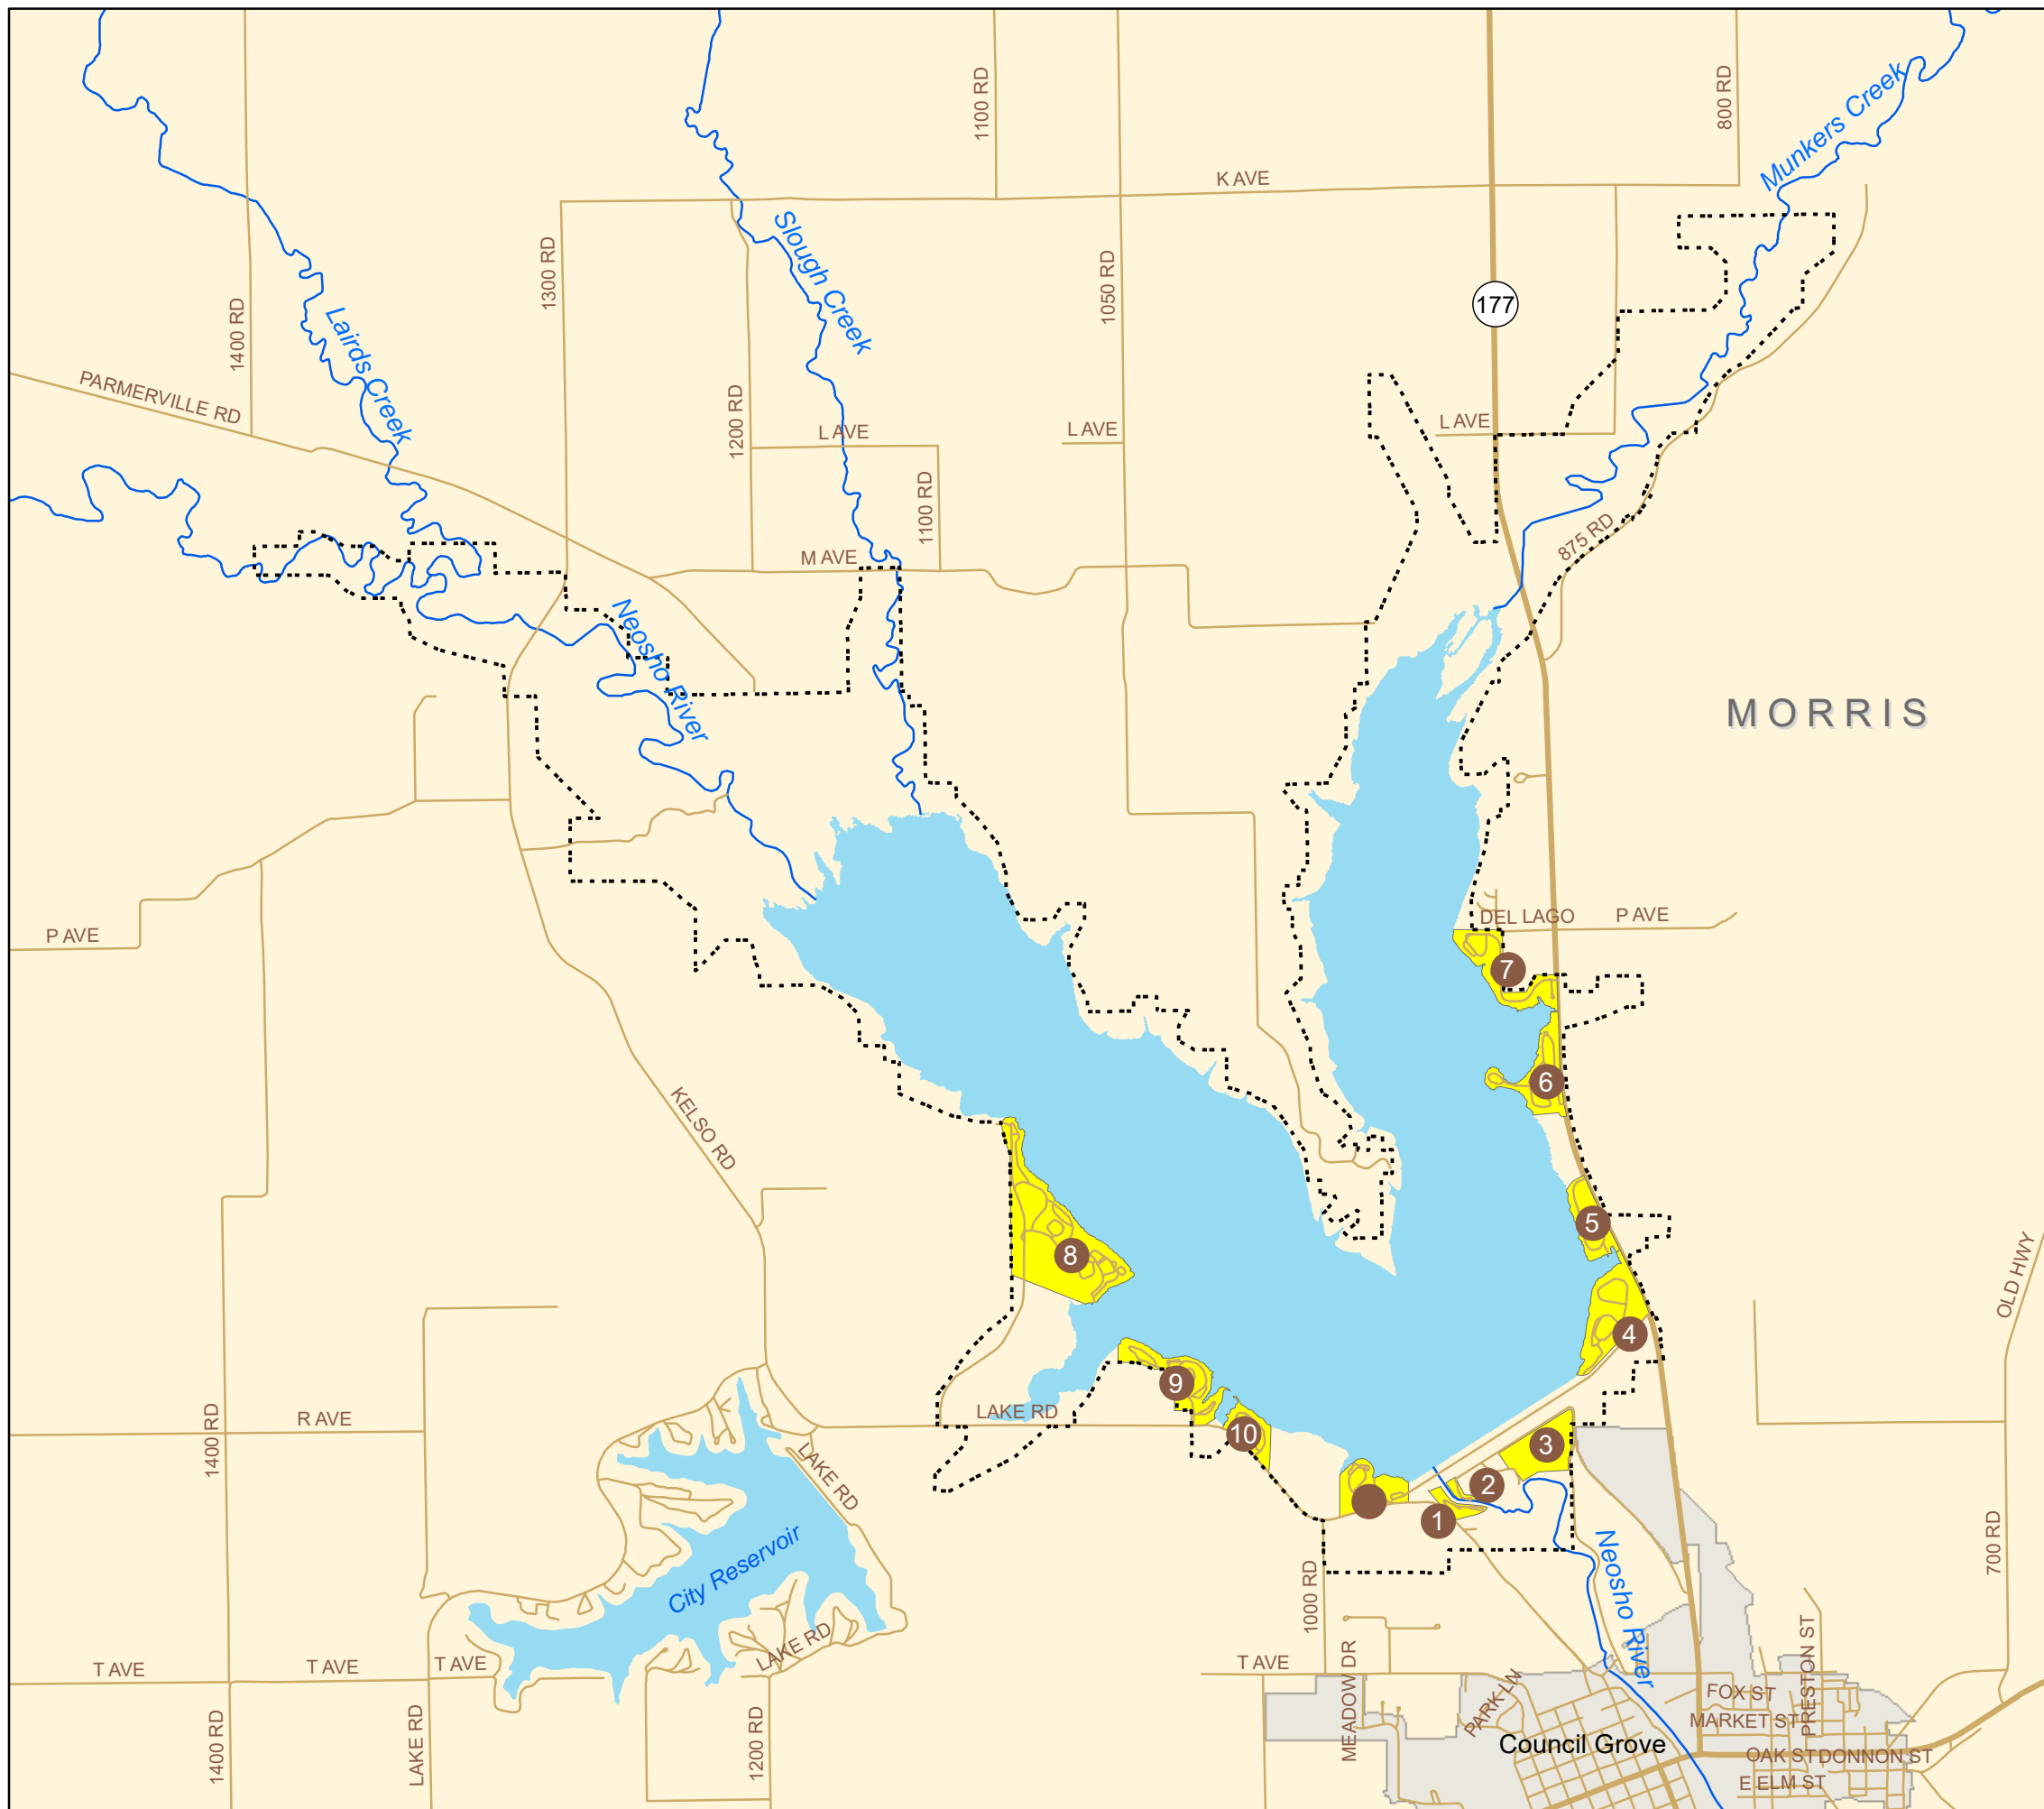 1100 RD
800 RD
Munkers Creek
K AVE
Slough Creek
1300 RD
1050 RD
1400 RD
177
Lairds Creek
PARMERVILLE RD
1200 RD
L AVE
L AVE
L AVE
1100 RD
875 RD
M AVE
Neosho River
MORRIS
P AVE
DEL LAGO
P AVE
7
6
KELSO RD
5
8
OLD HWY
4
9
LAKE RD
R AVE
10
3
1400 RD
LAKE RD
2
1
City Reservoir
Neosho River
700 RD
1000 RD
LAKE RD
T AVE
T AVE
T AVE
T AVE
MEADOW DR
PARK LN
PRESTON ST
FOX ST
MARKET ST
1400 RD
LAKE RD
1200 RD
Council Grove
OAK ST
DONNON ST
E ELM ST